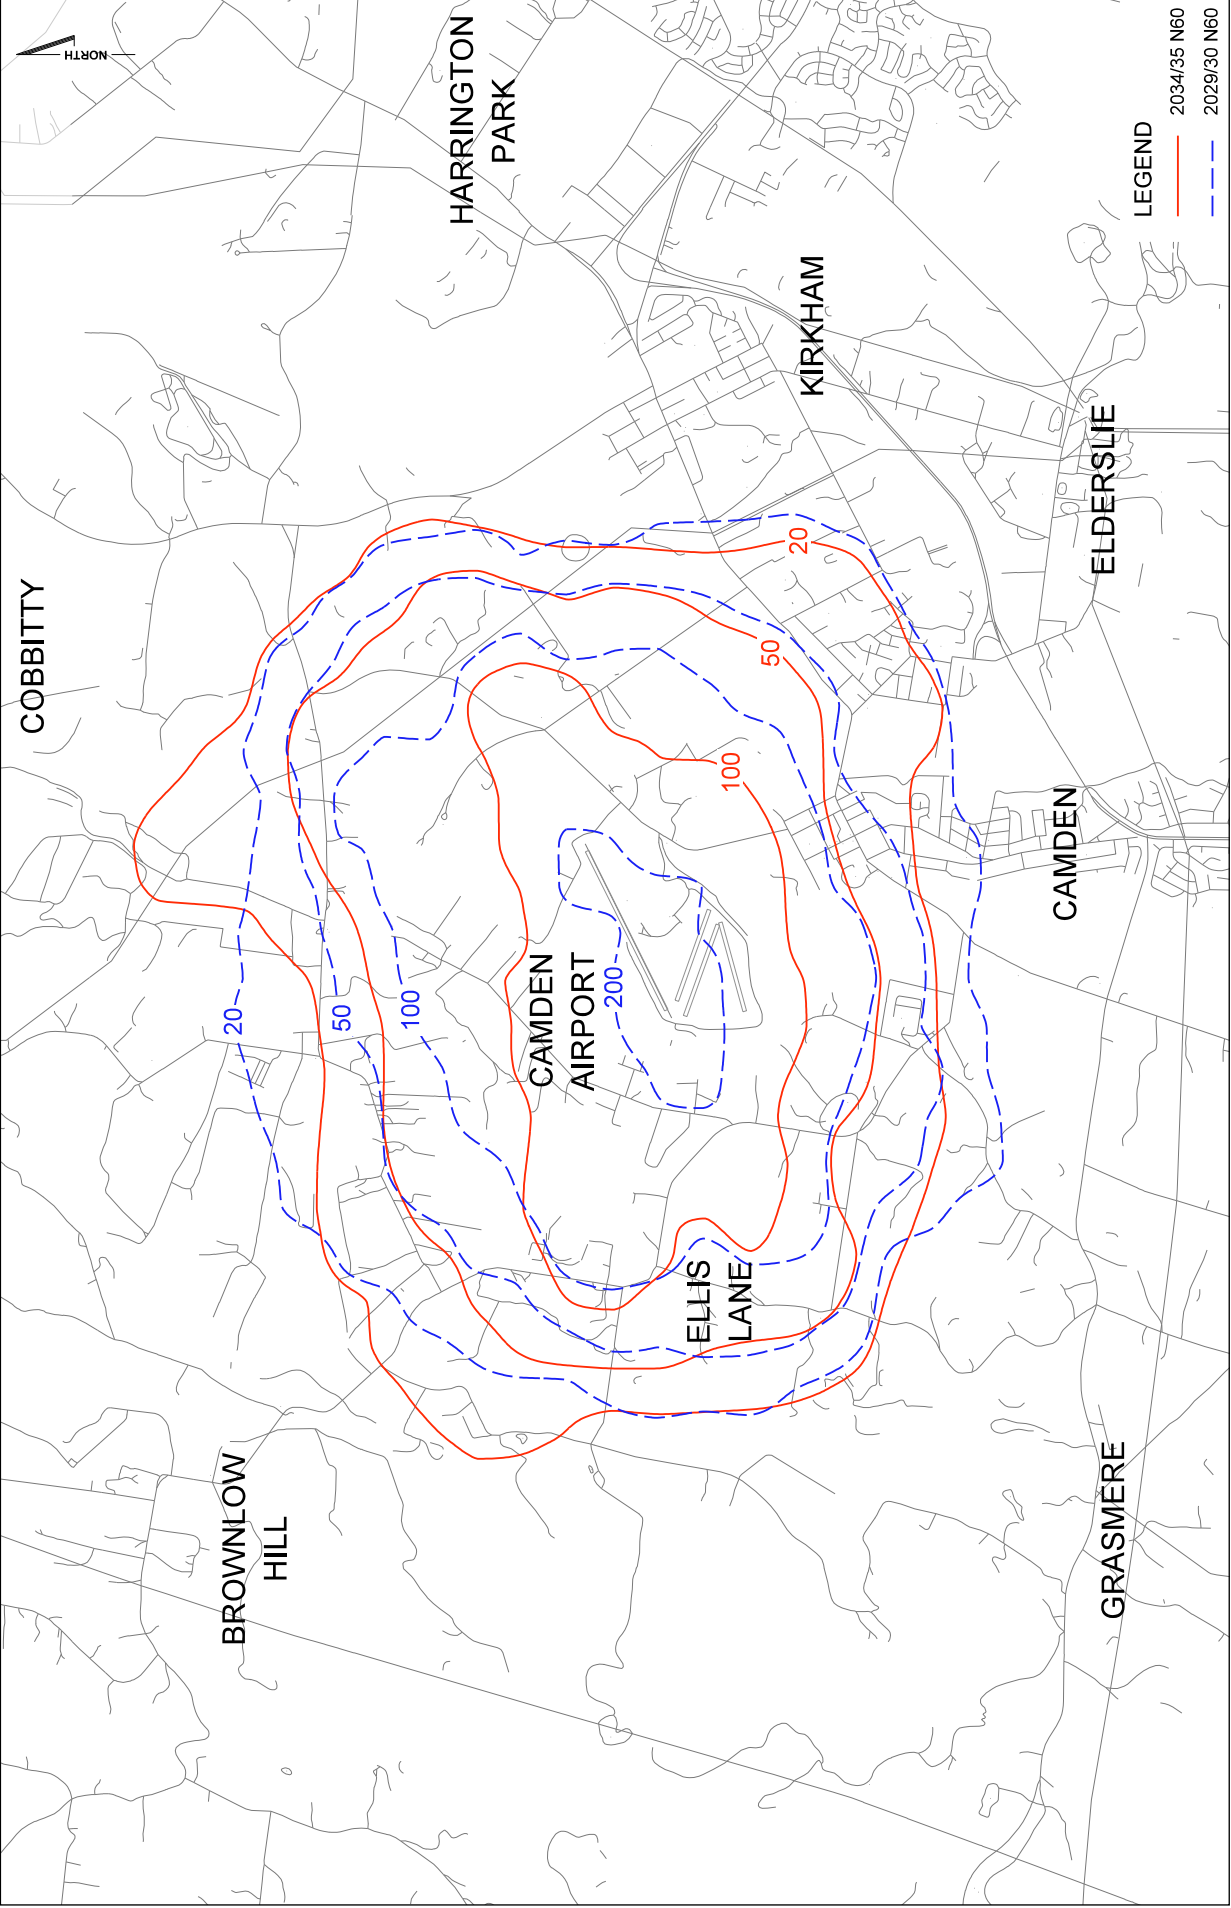 NORTH
COBBITTY
HARRINGTON
PARK
BROWNLOW
HILL
KIRKHAM
CAMDEN
AIRPORT
ELLIS
LANE
ELDERSLIE
CAMDEN
GRASMERE
20
50
100
200
20
50
100
LEGEND
2034/35 N60
2029/30 N60